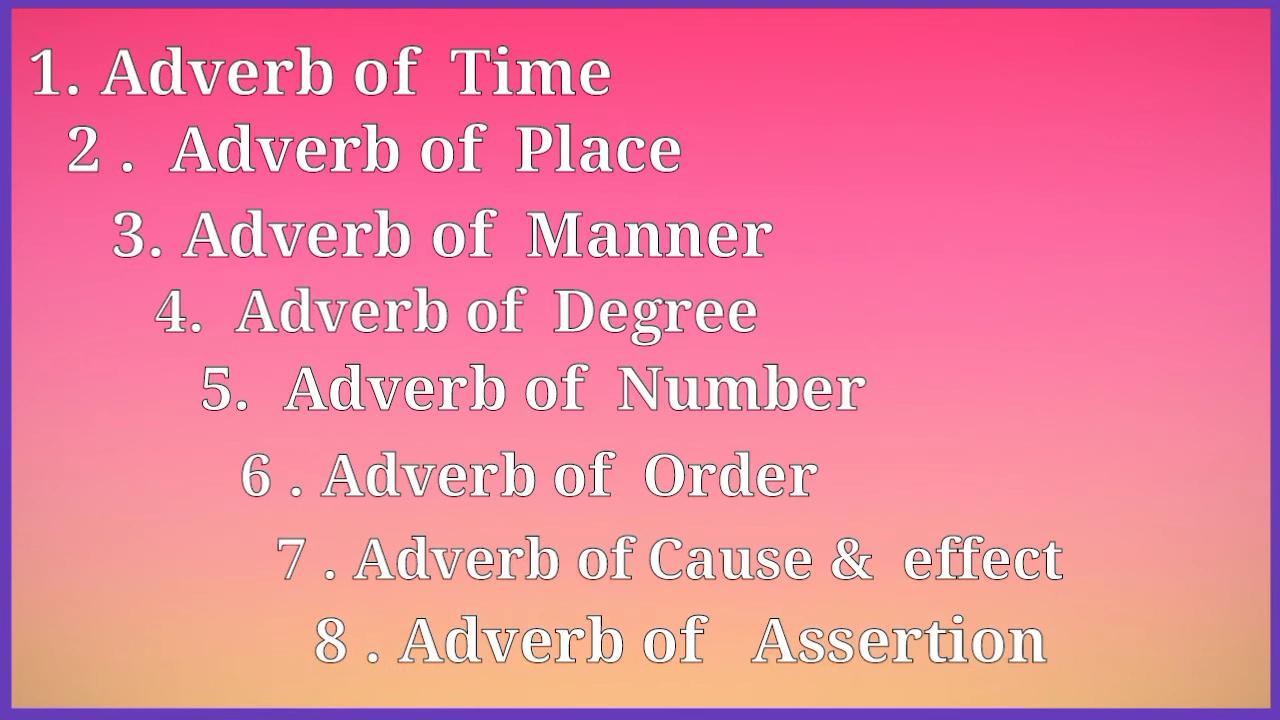 1. Adverb of Time
2 . Adverb of Place
3. Adverb of Manner
4. Adverb of Degree
5. Adverb of Number
6 . Adverb of Order
7 . Adverb of Cause & effect
8 . Adverb of Assertion